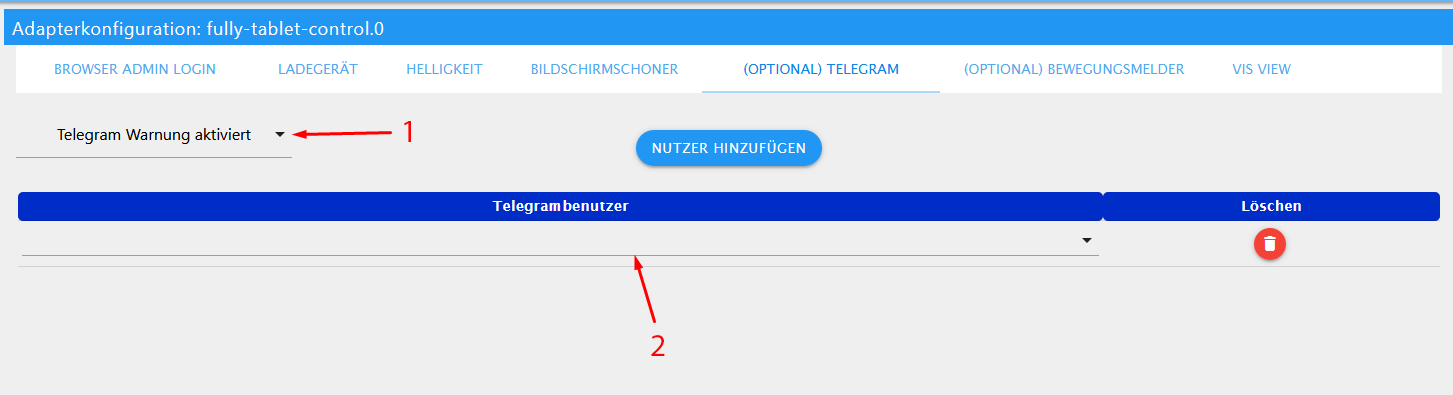 Adapterkonfiguration: fully-tablet-control.0
BROWSER ADMIN LOGIN LADEGERÄT HELLIGKEIT BILDSCHIRMSCHONER (OPTIONAL) TELEGRAM (OPTIONAL) BEWEGUNGSMELDER VIS VIEW
Telegram Warnung aktiviert 1
NUTZER HINZUFÜGEN
Telegrambenutzer Löschen
2